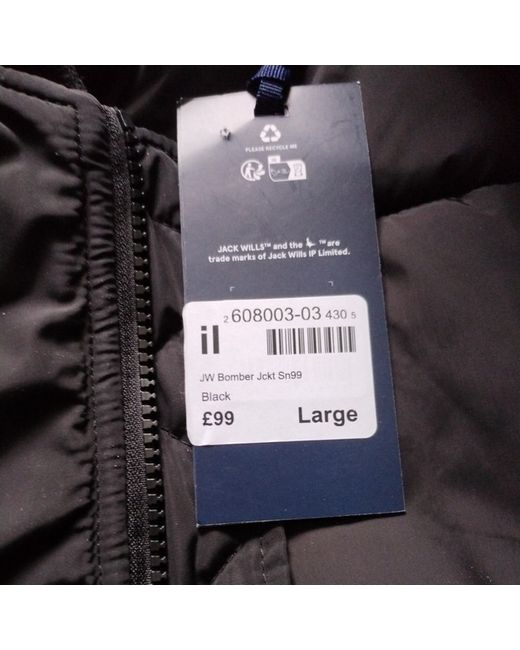 PLEASE RECYCLE ME
JACK WILLS™ and the ™ are
trade marks of Jack Wills IP Limited.
2 608003-03 430 5
il
JW Bomber Jckt Sn99
Black
£99 Large